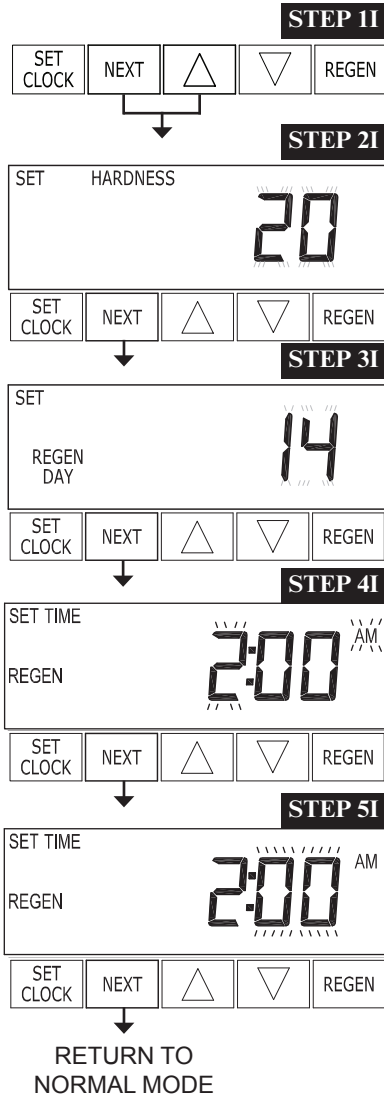 STEP 1I
SET CLOCK NEXT △ ▽ REGEN
STEP 2I
SET HARDNESS
20
SET CLOCK NEXT △ ▽ REGEN
STEP 3I
SET
14
REGEN
DAY
SET CLOCK NEXT △ ▽ REGEN
STEP 4I
SET TIME
2:00 AM
REGEN
SET CLOCK NEXT △ ▽ REGEN
STEP 5I
SET TIME
2:00 AM
REGEN
SET CLOCK NEXT △ ▽ REGEN
RETURN TO
NORMAL MODE